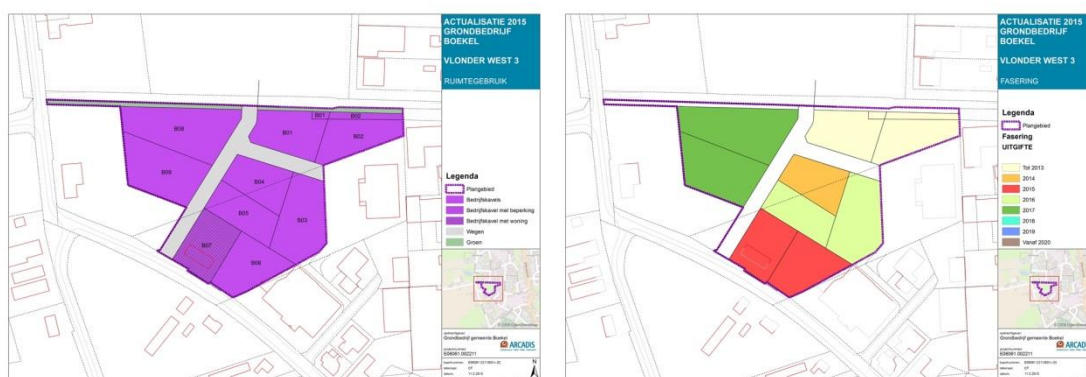 ACTUALISATIE 2015
GRONDBEDRIJF
BOEKEL
VLONDER WEST 3
RUIMTEGEBRUIK
B08
B09
B01
B01
B02
B02
B04
B05
B03
B07
B06
Legenda
Plangebied
Bedrijfskavels
Bedrijfskavel met beperking
Bedrijfskavel met woning
Wegen
Groen
Grondbedrijf gemeente Boekel
ARCADIS
ACTUALISATIE 2015
GRONDBEDRIJF
BOEKEL
VLONDER WEST 3
FASERING
Legenda
Plangebied
Fasering
UITGIFTE
Tot 2013
2014
2015
2016
2017
2018
2019
Vanaf 2020
Grondbedrijf gemeente Boekel
ARCADIS